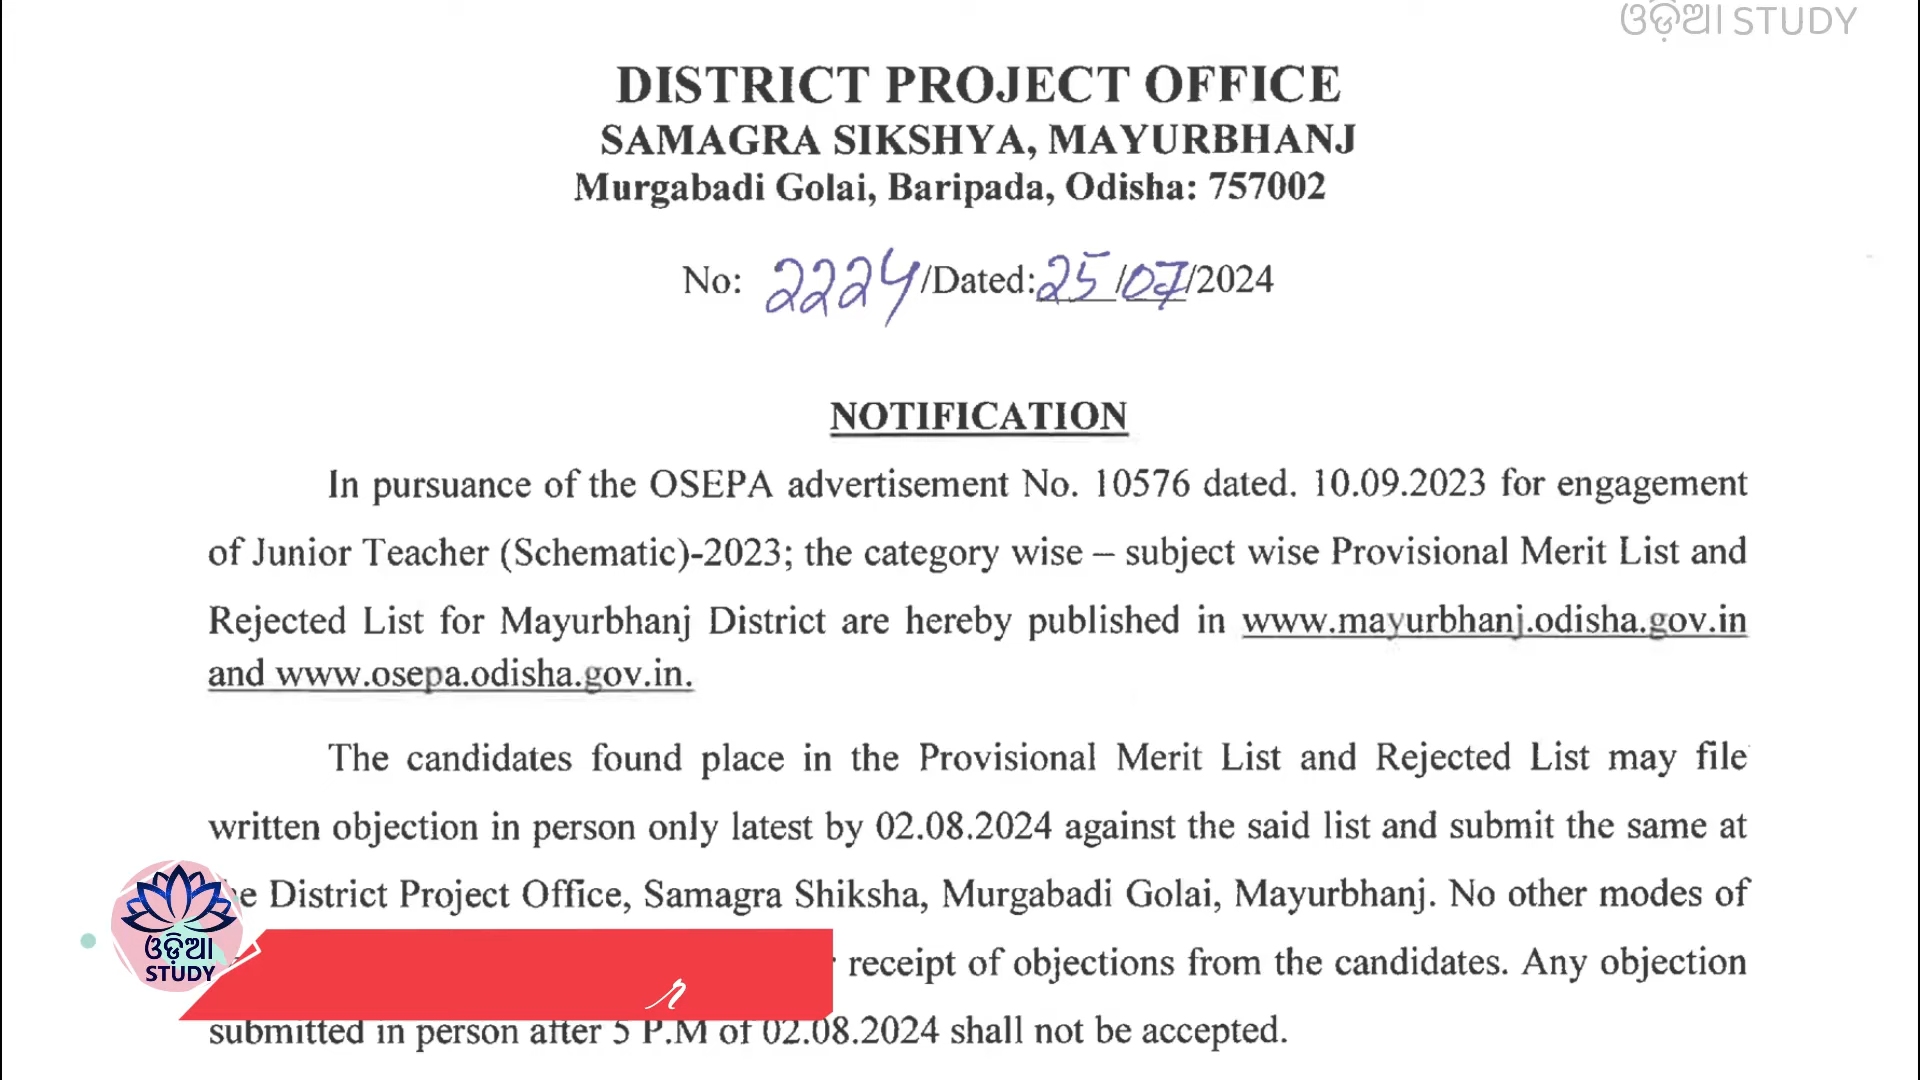 ଓଡ଼ିଆ STUDY
DISTRICT PROJECT OFFICE
SAMAGRA SIKSHYA, MAYURBHANJ
Murgabadi Golai, Baripada, Odisha: 757002
No: 2224/Dated:25/07/2024
NOTIFICATION
In pursuance of the OSEPA advertisement No. 10576 dated. 10.09.2023 for engagement
of Junior Teacher (Schematic)-2023; the category wise – subject wise Provisional Merit List and
Rejected List for Mayurbhanj District are hereby published in www.mayurbhanj.odisha.gov.in
and www.osepa.odisha.gov.in.
The candidates found place in the Provisional Merit List and Rejected List may file
written objection in person only latest by 02.08.2024 against the said list and submit the same at
District Project Office, Samagra Shiksha, Murgabadi Golai, Mayurbhanj. No other modes of
receipt of objections from the candidates. Any objection
submitted in person after 5 P.M of 02.08.2024 shall not be accepted.
ଓଡ଼ିଆ
STUDY